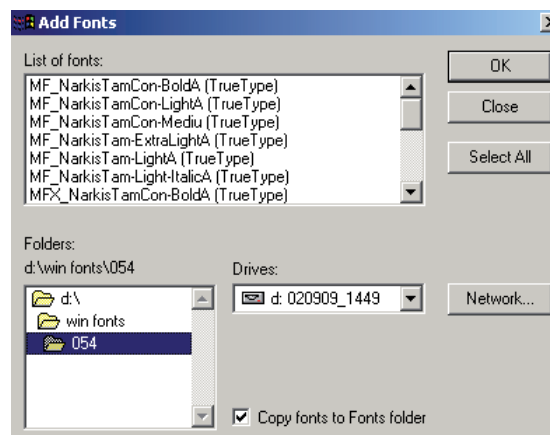 Add Fonts
List of fonts:
MF_NarkisTamCon-BoldA (TrueType)
MF_NarkisTamCon-LightA (TrueType)
MF_NarkisTamCon-Mediu (TrueType)
MF_NarkisTam-ExtraLightA (TrueType)
MF_NarkisTam-LightA (TrueType)
MF_NarkisTam-Light-ItalicA (TrueType)
MFX_NarkisTamCon-BoldA (TrueType)
OK
Close
Select All
Folders:
d:\win fonts\054
d:\
win fonts
054
Drives:
d: 020909_1449
Network...
Copy fonts to Fonts folder